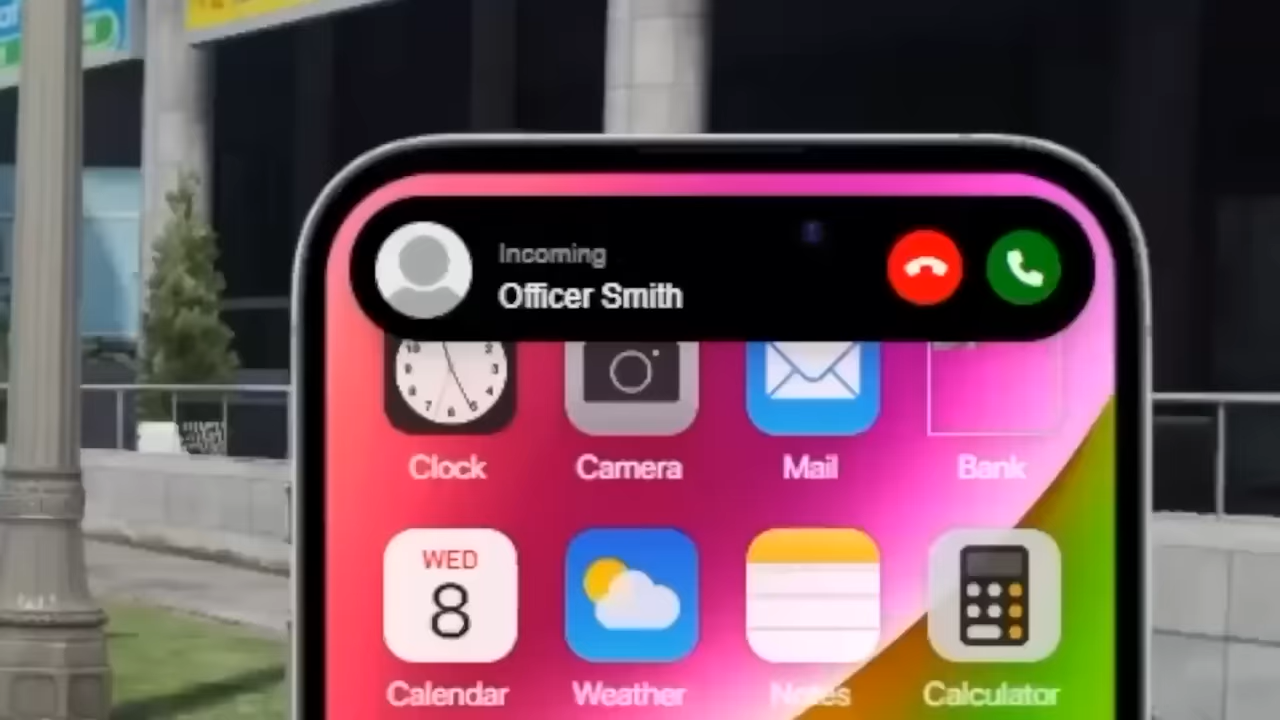 Incoming
Officer Smith
Clock
Camera
Mail
Bank
WED
8
Calendar
Weather
Notes
Calculator